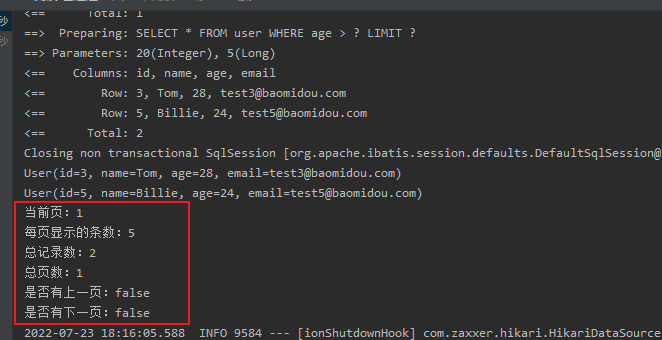 秒
<==      Total: 1
==>  Preparing: SELECT * FROM user WHERE age > ? LIMIT ?
==> Parameters: 20(Integer), 5(Long)
<==    Columns: id, name, age, email
<==        Row: 3, Tom, 28, test3@baomidou.com
<==        Row: 5, Billie, 24, test5@baomidou.com
<==      Total: 2
Closing non transactional SqlSession [org.apache.ibatis.session.defaults.DefaultSqlSession@
User(id=3, name=Tom, age=28, email=test3@baomidou.com)
User(id=5, name=Billie, age=24, email=test5@baomidou.com)
当前页：1
每页显示的条数：5
总记录数：2
总页数：1
是否有上一页：false
是否有下一页：false
2022-07-23 18:16:05.588  INFO 9584 --- [ionShutdownHook] com.zaxxer.hikari.HikariDataSource